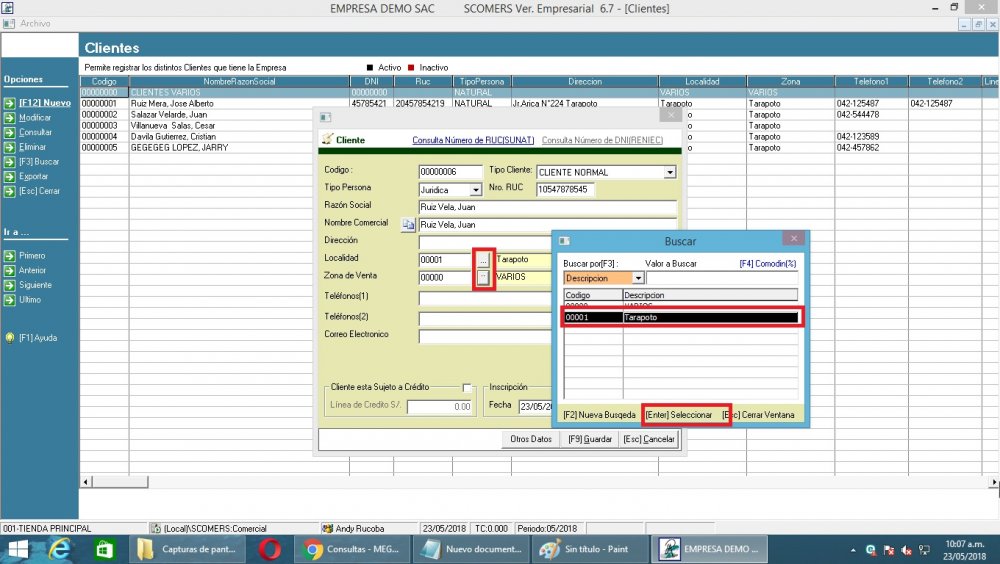 EMPRESA DEMO SAC SCOMERS Ver. Empresarial 6.7 - [Clientes]
Archivo
Clientes
Permite registrar los distintos Clientes que tiene la Empresa Activo Inactivo
Opciones
[F12] Nuevo
Modificar
Consultar
Eliminar
[F3] Buscar
Exportar
[Esc] Cerrar
Ir a ...
Primero
Anterior
Siguiente
Ultimo
[F1] Ayuda
Codigo NombreRazonSocial DNI Ruc TipoPersona Direccion Localidad Zona Telefono1 Telefono2 Line
00000000 CLIENTES VARIOS 00000000 NATURAL VARIOS VARIOS
00000001 Ruiz Mera, Jose Alberto 45785421 20457854219 NATURAL Jr.Arica N°224 Tarapoto Tarapoto Tarapoto 042-125487 042-125487
00000002 Salazar Velarde, Juan o Tarapoto 042-544478
00000003 Villanueva Salas, Cesar o Tarapoto
00000004 Davila Gutierrez, Cristian o Tarapoto 042-123589
00000005 GEGEGEG LOPEZ, JARRY o Tarapoto 042-457862
Cliente Consulta Número de RUC(SUNAT) Consulta Número de DNI(RENIEC)
Codigo : 00000006 Tipo Cliente: CLIENTE NORMAL
Tipo Persona Juridica Nro. RUC 10547878545
Razón Social Ruiz Vela, Juan
Nombre Comercial Ruiz Vela, Juan
Dirección
Localidad 00001 ... Tarapoto
Zona de Venta 00000 ... VARIOS
Teléfonos(1)
Teléfonos(2)
Correo Electronico
Cliente esta Sujeto a Crédito Inscripción
Línea de Credito S/. 0.00 Fecha 23/05/20
Otros Datos [F9] Guardar [Esc] Cancelar
Buscar
Buscar por[F3] : Valor a Buscar [F4] Comodin(%)
Descripcion
Codigo Descripcion
00000 VARIOS
00001 Tarapoto
[F2] Nueva Busqeda [Enter] Seleccionar [Esc] Cerrar Ventana
001-TIENDA PRINCIPAL (Local)\SCOMERS:Comercial Andy Rucoba 23/05/2018 TC:0.000 Periodo:05/2018
Capturas de pant... Consultas - MEG... Nuevo document... Sin título - Paint EMPRESA DEMO ...
10:07 a.m.
23/05/2018